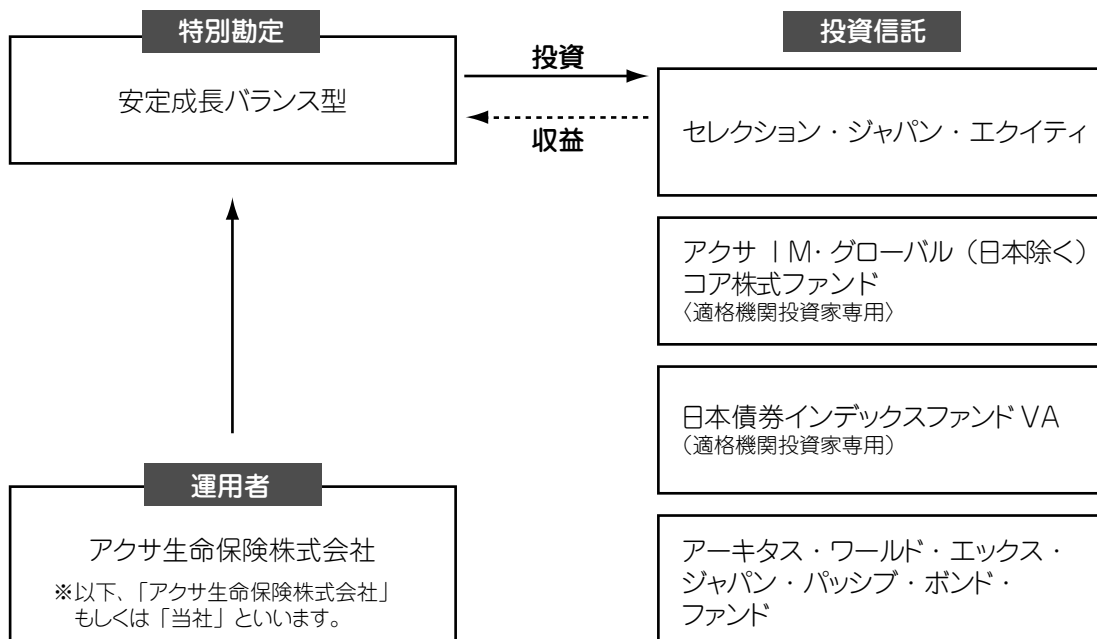 特別勘定
安定成長バランス型
投資
収益
運用者
アクサ生命保険株式会社
※以下、「アクサ生命保険株式会社」
もしくは「当社」といいます。
投資信託
セレクション・ジャパン・エクイティ
アクサ IM・グローバル（日本除く）
コア株式ファンド
〈適格機関投資家専用〉
日本債券インデックスファンドVA
（適格機関投資家専用）
アーキタス・ワールド・エックス・
ジャパン・パッシブ・ボンド・
ファンド